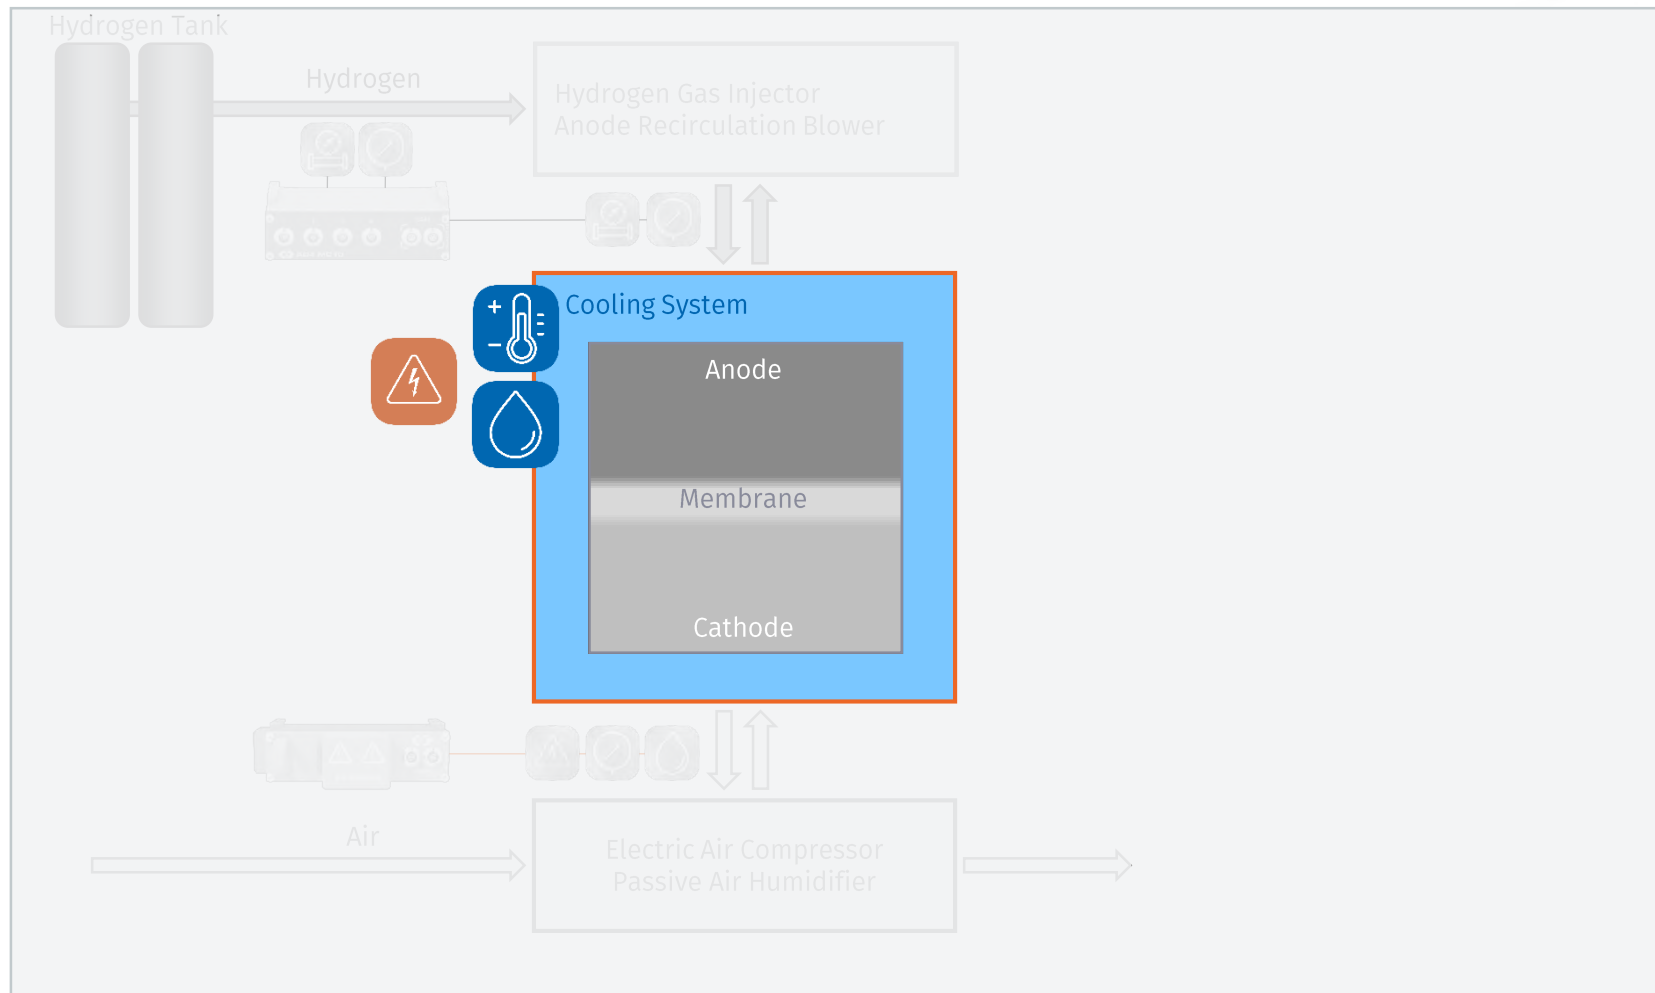 Hydrogen Tank
Hydrogen
Hydrogen Gas Injector
Anode Recirculation Blower
Cooling System
Anode
Membrane
Cathode
Air
Electric Air Compressor
Passive Air Humidifier